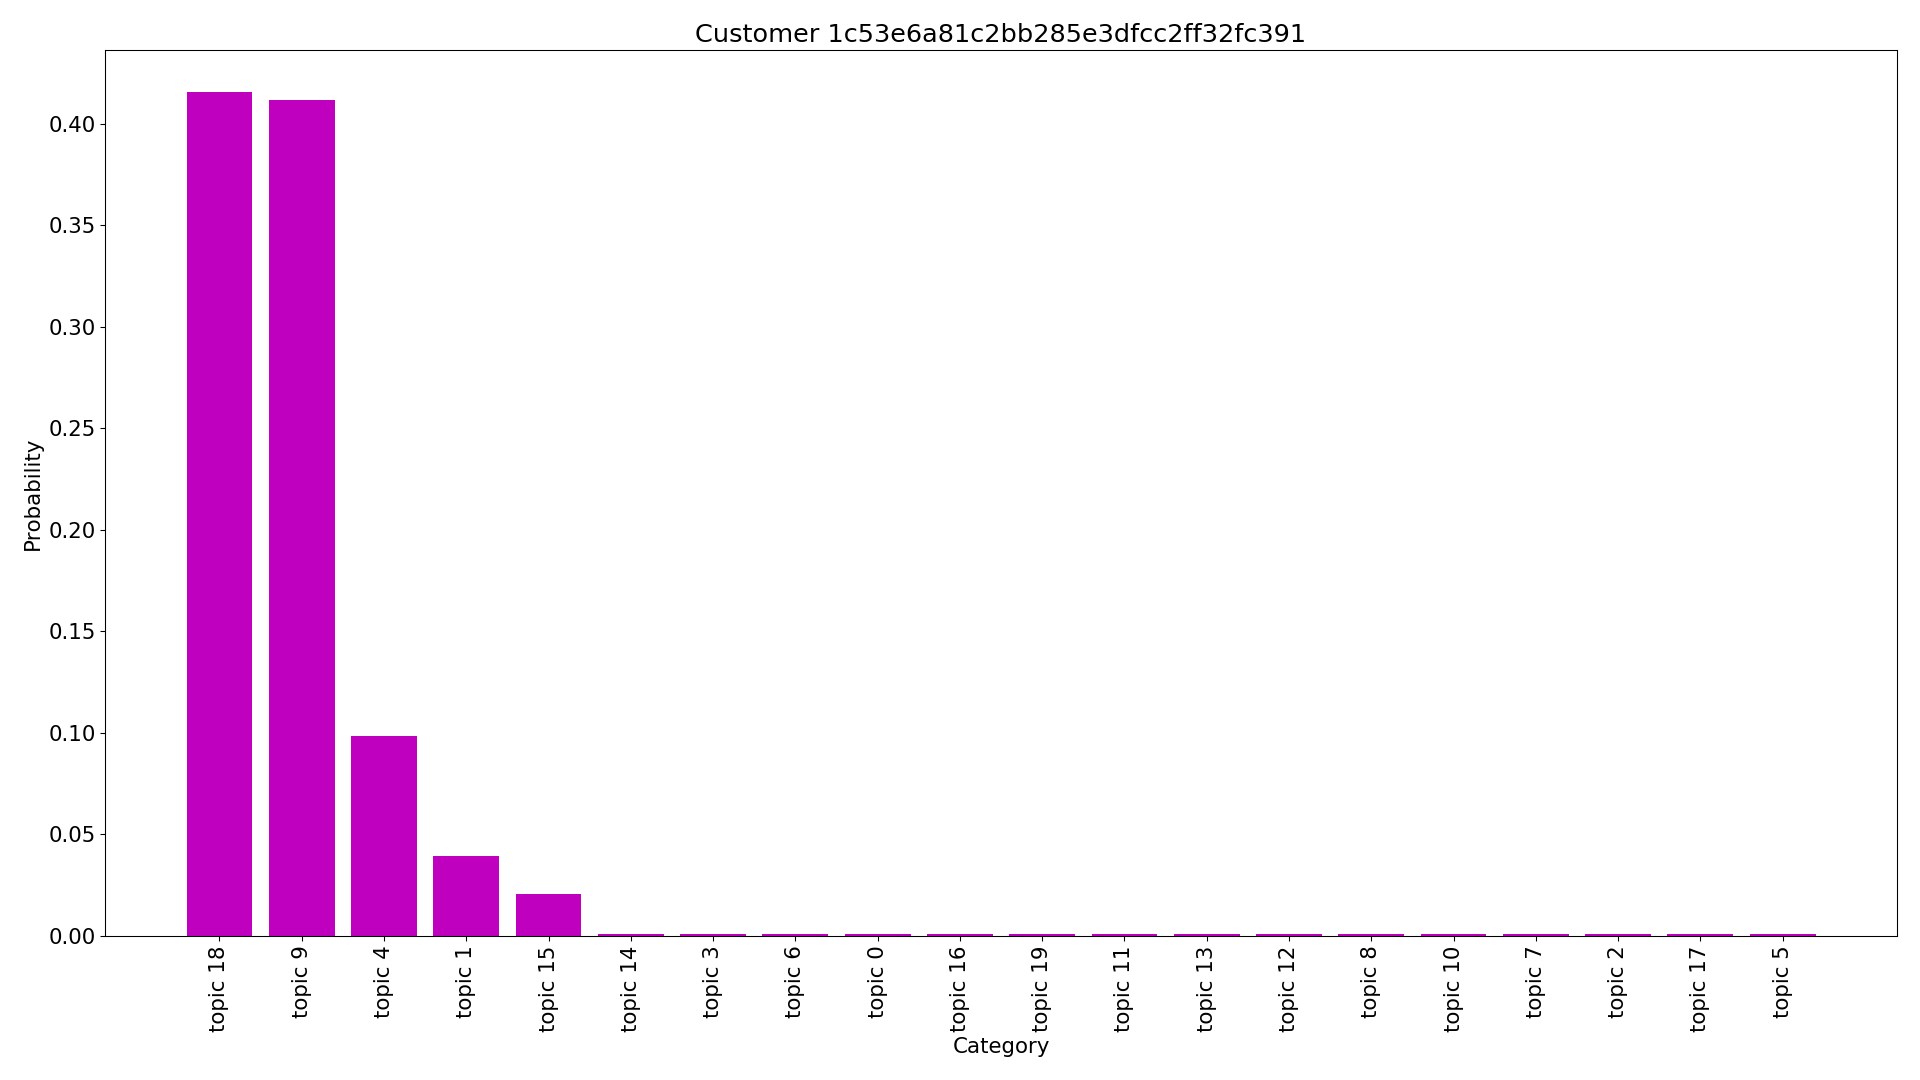 Customer 1c53e6a81c2bb285e3dfcc2ff32fc391
0.40
0.35
0.30
0.25
0.20
0.15
0.10
0.05
0.00
Probability
topic 18
topic 9
topic 4
topic 1
topic 15
topic 14
topic 3
topic 6
topic 0
topic 16
topic 19
topic 11
topic 13
topic 12
topic 8
topic 10
topic 7
topic 2
topic 17
topic 5
Category